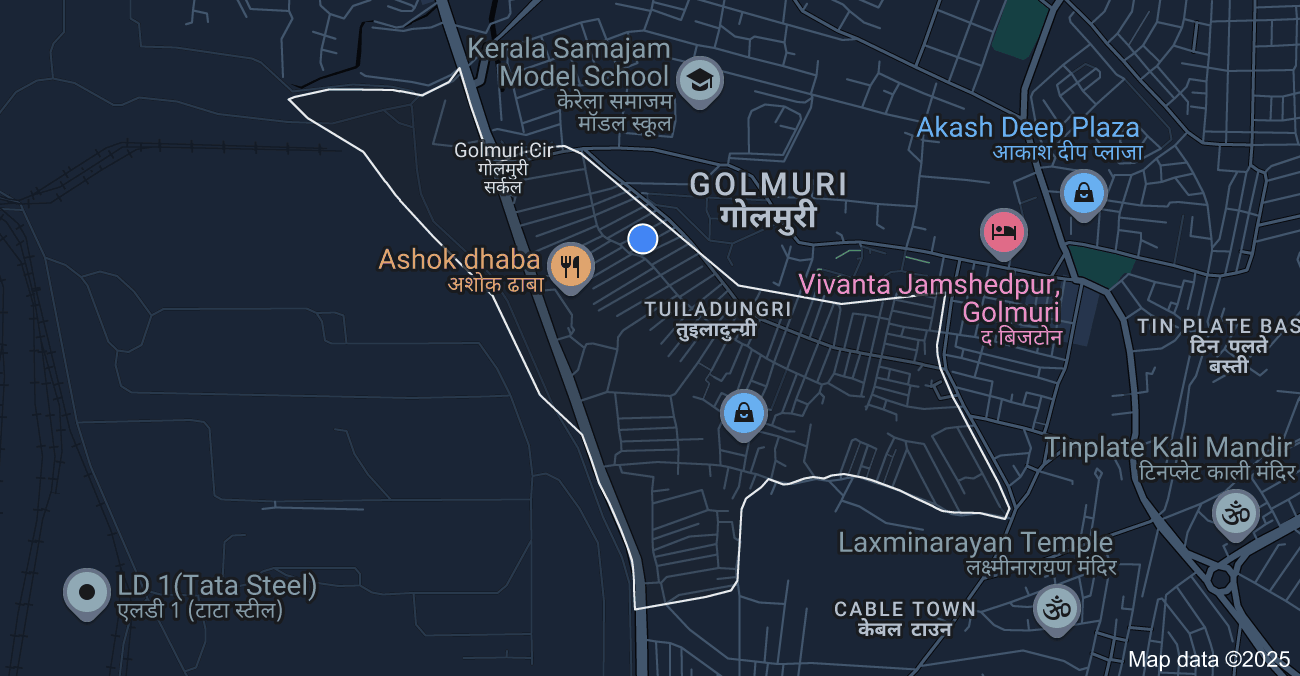 Kerala Samajam
Model School
केरेला समाजम
मॉडल स्कूल
Akash Deep Plaza
आकाश दीप प्लाजा
Golmuri Cir
गोलमुरी
सर्कल
GOLMURI
गोलमुरी
Ashok dhaba
अशोक ढाबा
Vivanta Jamshedpur,
Golmuri
द बिजटोन
TUILADUNGRI
तुइलादुन्ग्री
TIN PLATE BAS
टिन पलते
बस्ती
Tinplate Kali Mandir
टिनप्लेट काली मंदिर
Laxminarayan Temple
लक्ष्मीनारायण मंदिर
LD 1(Tata Steel)
एलडी 1 (टाटा स्टील)
CABLE TOWN
केबल टाउन
Map data ©2025